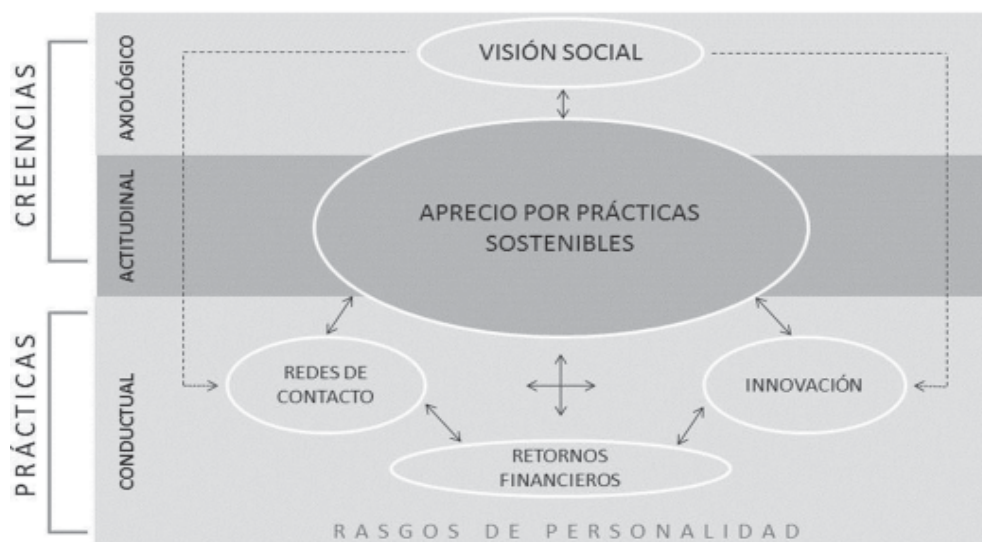 CREENCIAS
AXIOLÓGICO
VISIÓN SOCIAL
ACTITUDINAL
APRECIO POR PRÁCTICAS
SOSTENIBLES
PRÁCTICAS
CONDUCTUAL
REDES DE
CONTACTO
INNOVACIÓN
RETORNOS
FINANCIEROS
RASGOS DE PERSONALIDAD